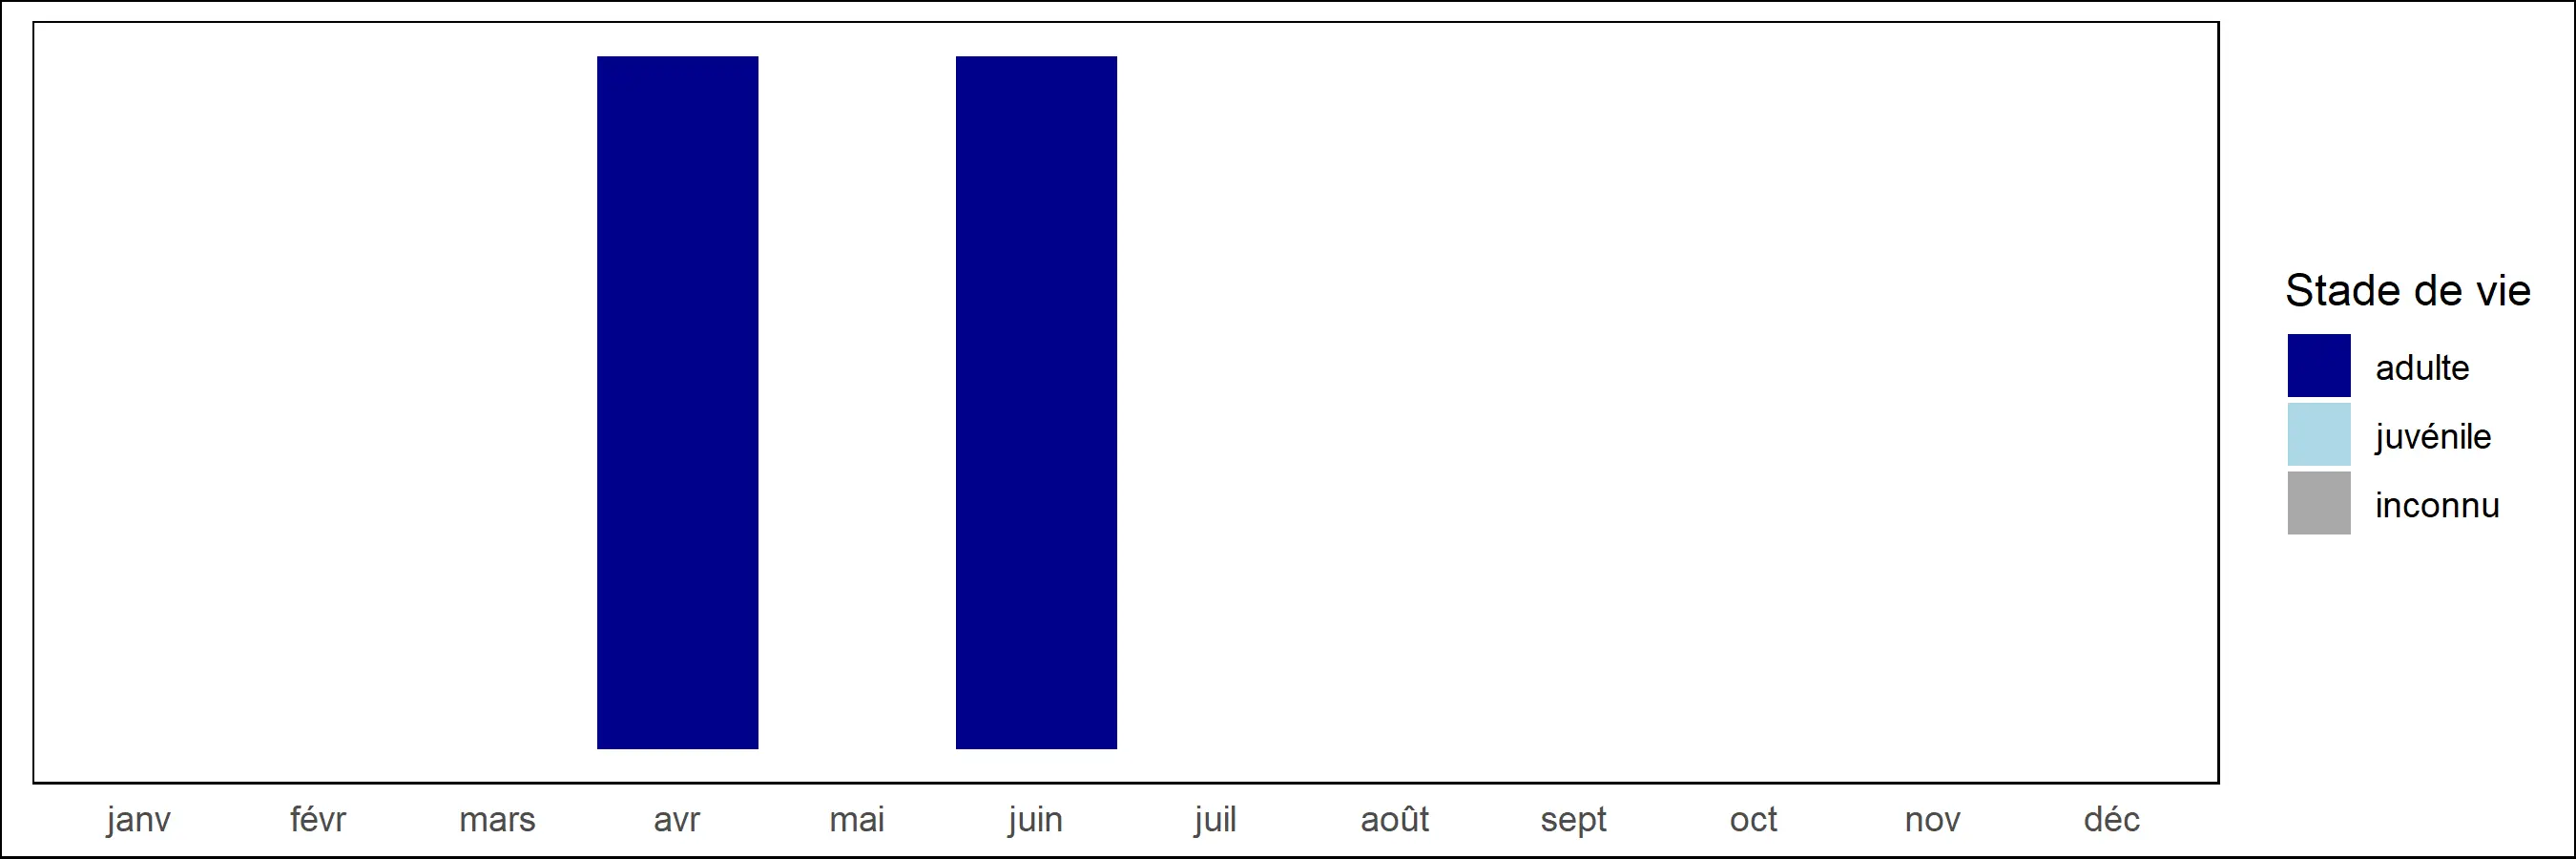 Stade de vie
adulte
juvénile
inconnu
janv févr mars avr mai juin juil août sept oct nov déc